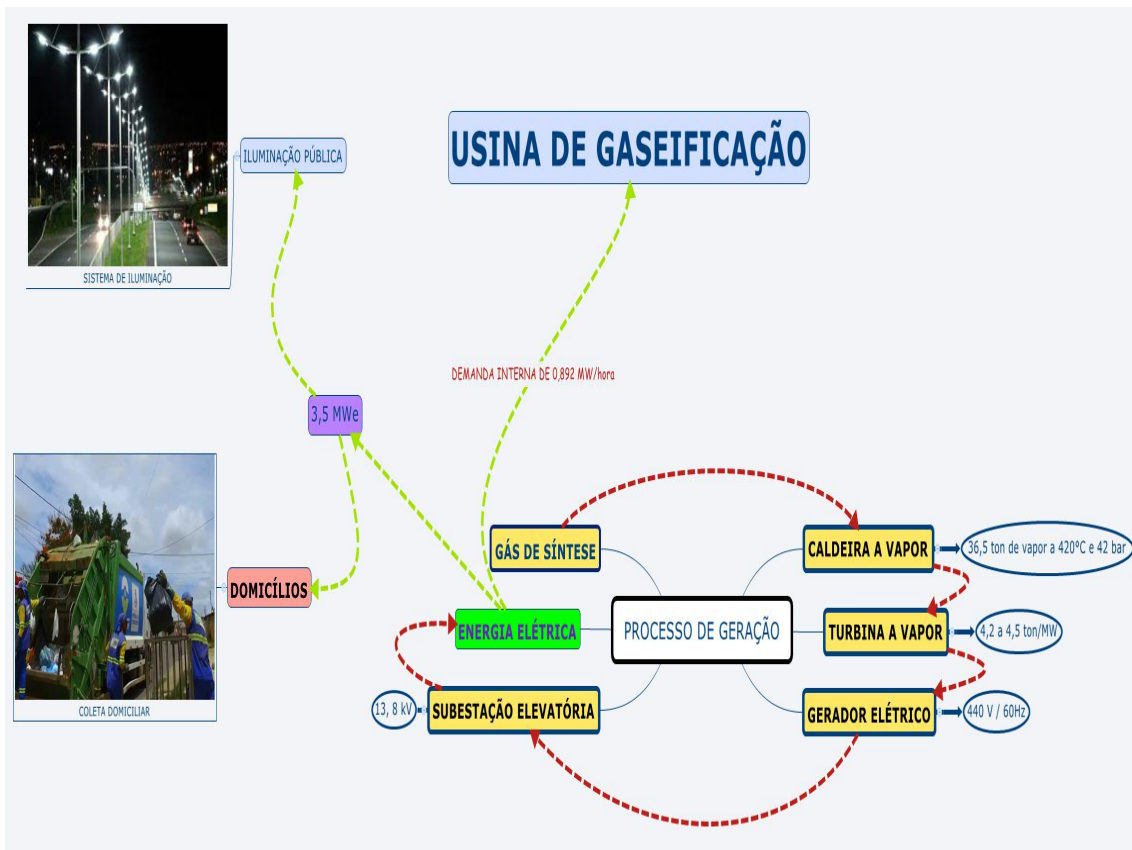 ILUMINAÇÃO PÚBLICA
USINA DE GASEIFICAÇÃO
SISTEMA DE ILUMINAÇÃO
DEMANDA INTERNA DE 0,892 MW/hora
3,5 MWe
GÁS DE SÍNTESE
CALDEIRA A VAPOR
36,5 ton de vapor a 420ºC e 42 bar
DOMICÍLIOS
ENERGIA ELÉTRICA
PROCESSO DE GERAÇÃO
TURBINA A VAPOR
4,2 a 4,5 ton/MW
COLETA DOMICILIAR
13, 8 kV
SUBESTAÇÃO ELEVATÓRIA
GERADOR ELÉTRICO
440 V / 60Hz